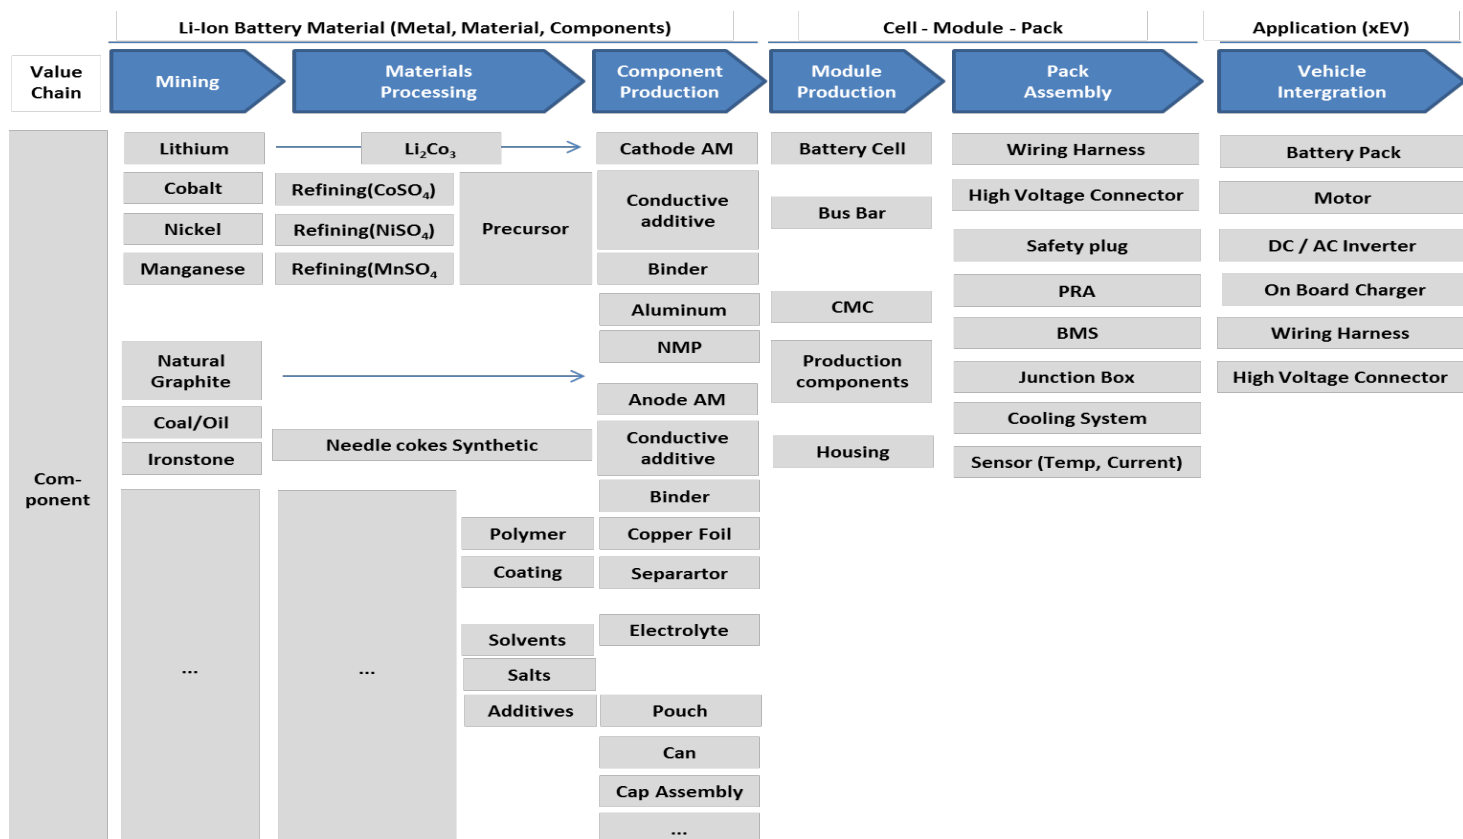 Li-Ion Battery Material (Metal, Material, Components)
Cell - Module - Pack
Application (xEV)
Value
Chain
Mining
Materials
Processing
Component
Production
Module
Production
Pack
Assembly
Vehicle
Intergration
Com-
ponent
Lithium
Cobalt
Nickel
Manganese
Natural
Graphite
Coal/Oil
Ironstone
...
Li₂Co₃
Refining(CoSO₄)
Refining(NiSO₄)
Refining(MnSO₄
Precursor
Needle cokes Synthetic
...
Polymer
Coating
Solvents
Salts
Additives
Cathode AM
Conductive
additive
Binder
Aluminum
NMP
Anode AM
Conductive
additive
Binder
Copper Foil
Separartor
Electrolyte
Pouch
Can
Cap Assembly
...
Battery Cell
Bus Bar
CMC
Production
components
Housing
Wiring Harness
High Voltage Connector
Safety plug
PRA
BMS
Junction Box
Cooling System
Sensor (Temp, Current)
Battery Pack
Motor
DC / AC Inverter
On Board Charger
Wiring Harness
High Voltage Connector